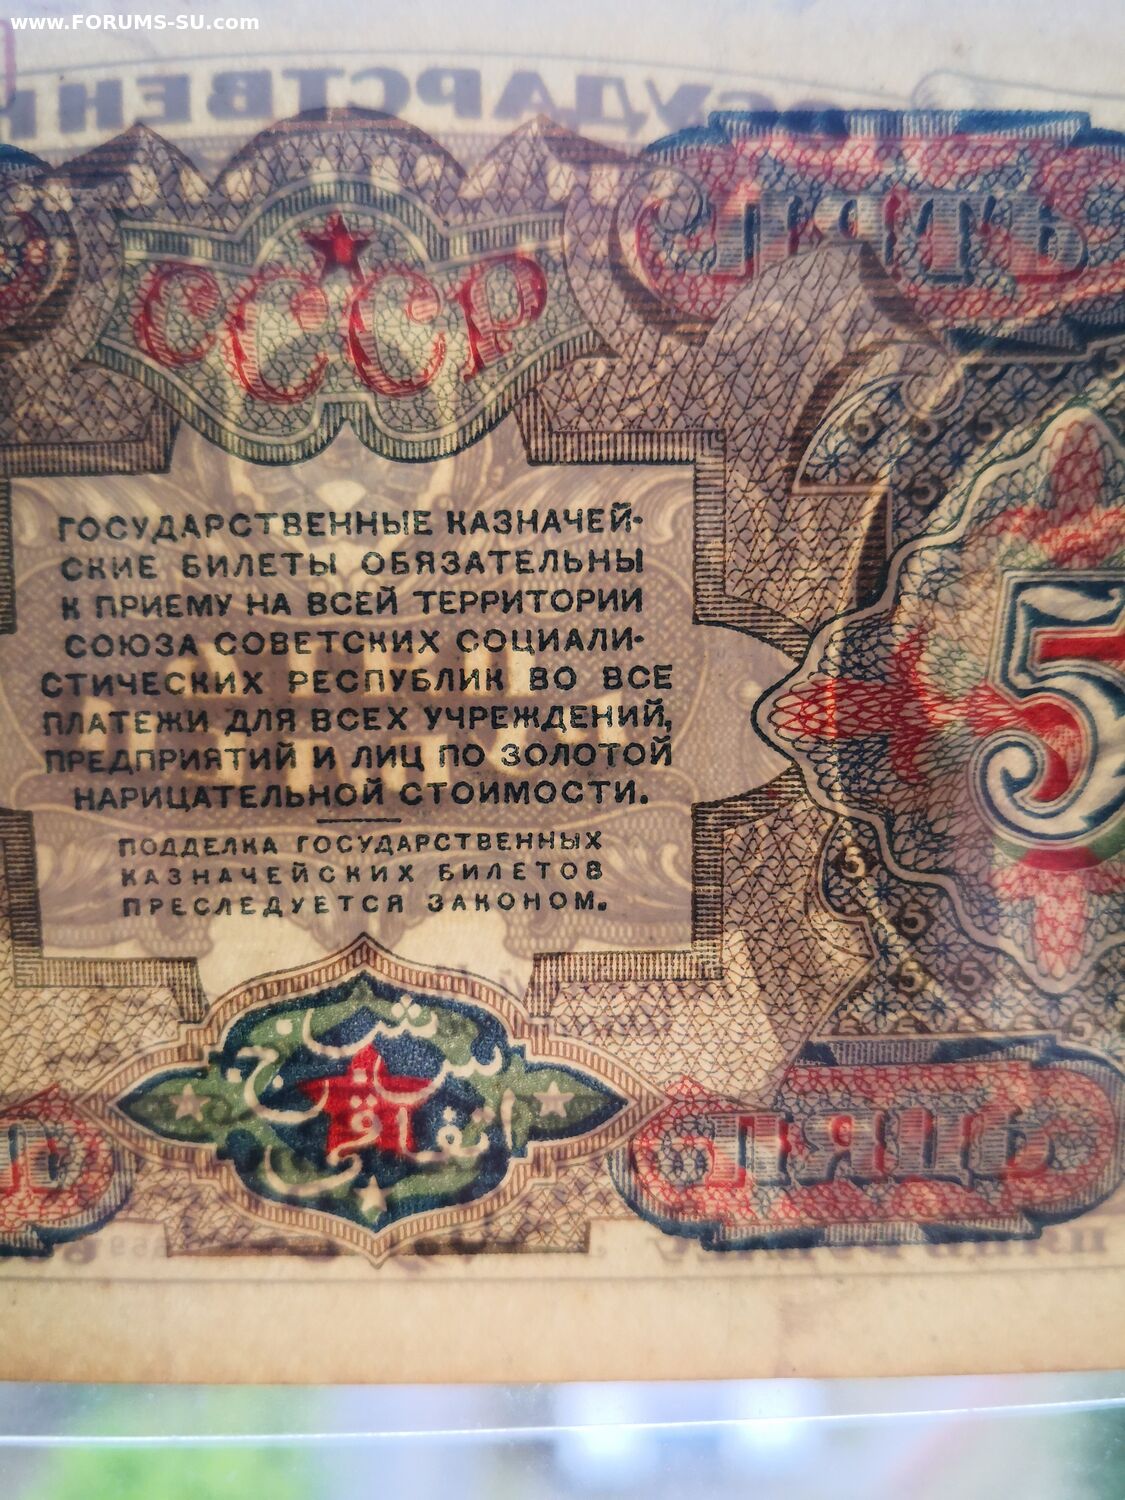 www.FORUMS-SU.com
СССР
ГОСУДАРСТВЕННЫЕ КАЗНАЧЕЙ-
СКИЕ БИЛЕТЫ ОБЯЗАТЕЛЬНЫ
К ПРИЕМУ НА ВСЕЙ ТЕРРИТОРИИ
СОЮЗА СОВЕТСКИХ СОЦИАЛИ-
СТИЧЕСКИХ РЕСПУБЛИК ВО ВСЕ
ПЛАТЕЖИ ДЛЯ ВСЕХ УЧРЕЖДЕНИЙ,
ПРЕДПРИЯТИЙ И ЛИЦ ПО ЗОЛОТОЙ
НАРИЦАТЕЛЬНОЙ СТОИМОСТИ.
5
ПОДДЕЛКА ГОСУДАРСТВЕННЫХ
КАЗНАЧЕЙСКИХ БИЛЕТОВ
ПРЕСЛЕДУЕТСЯ ЗАКОНОМ.